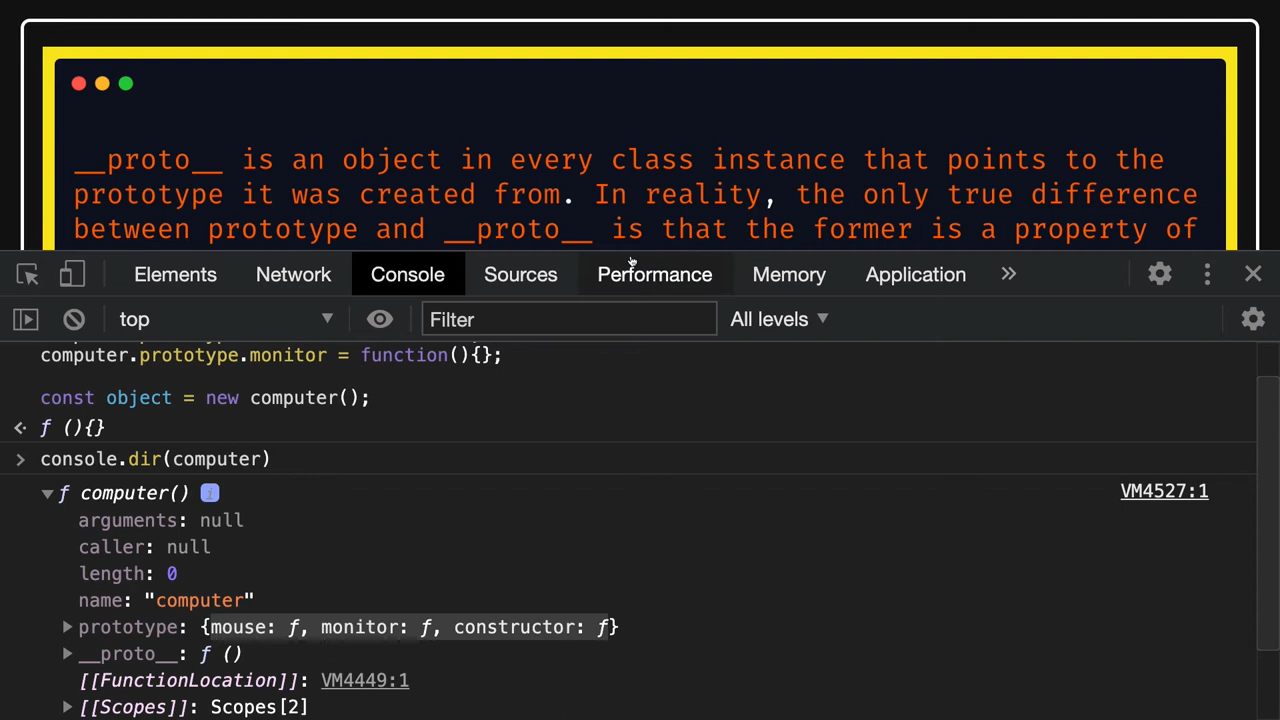 __proto__ is an object in every class instance that points to the
prototype it was created from. In reality, the only true difference
between prototype and __proto__ is that the former is a property of
Elements Network Console Sources Performance Memory Application »
top Filter All levels
computer.prototype.monitor = function(){};
const object = new computer();
ƒ (){}
console.dir(computer)
ƒ computer() i VM4527:1
arguments: null
caller: null
length: 0
name: "computer"
prototype: {mouse: ƒ, monitor: ƒ, constructor: ƒ}
__proto__: ƒ ()
[[FunctionLocation]]: VM4449:1
[[Scopes]]: Scopes[2]